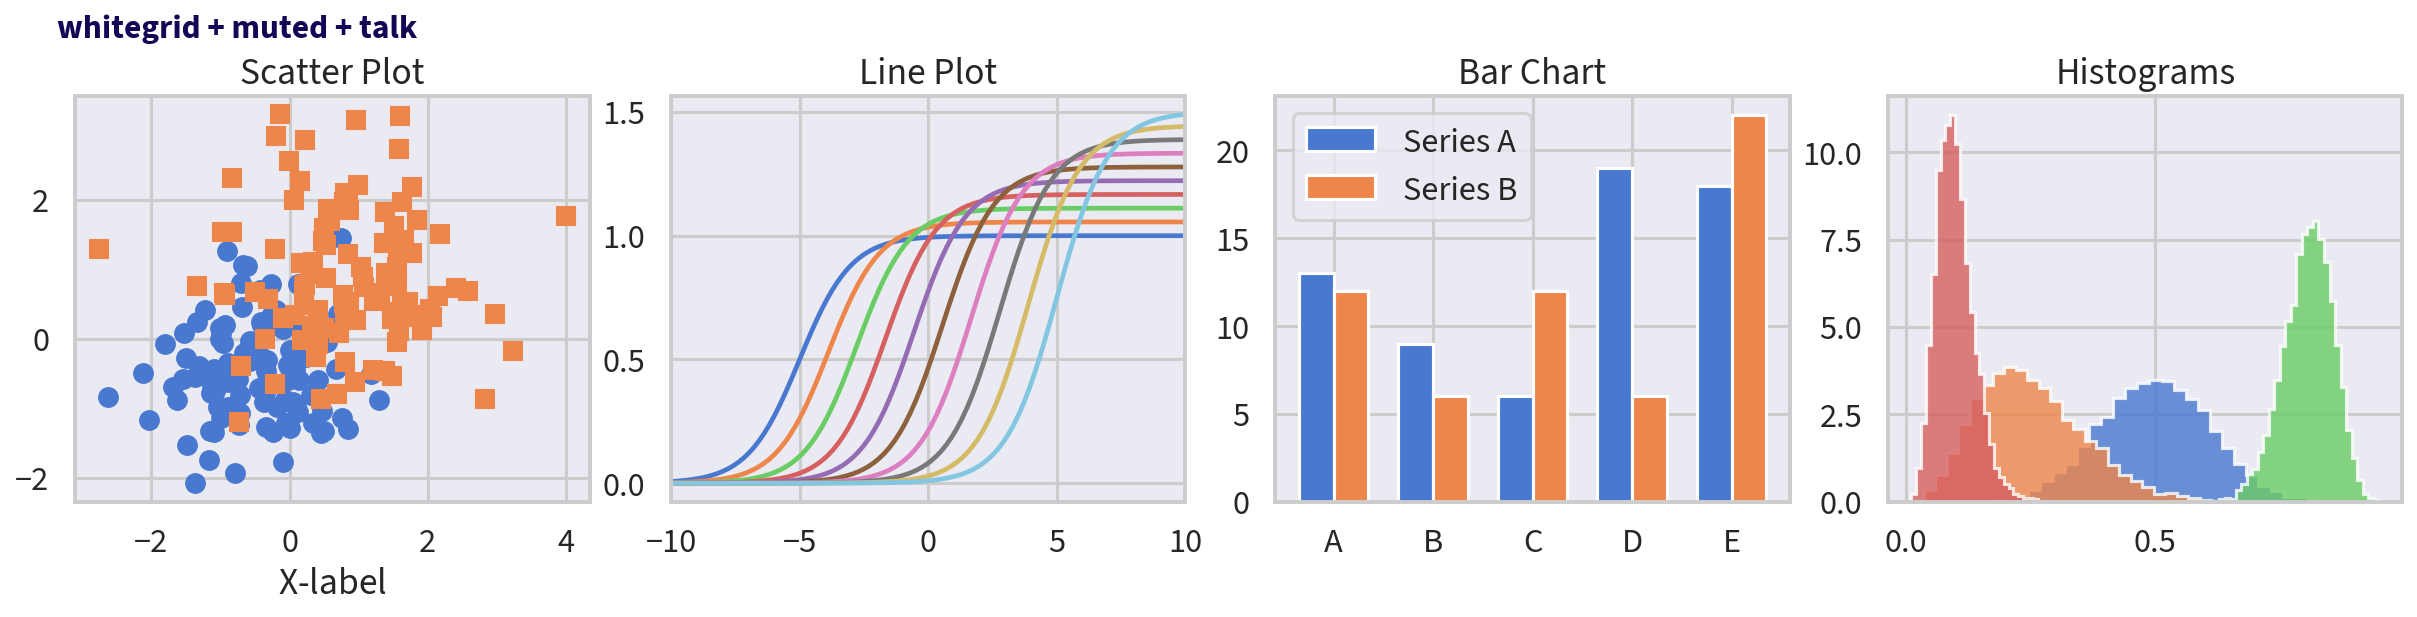 whitegrid + muted + talk
Scatter Plot
2
0
−2
−2 0 2 4
X-label
Line Plot
1.5
1.0
0.5
0.0
−10 −5 0 5 10
Bar Chart
Series A
Series B
20
15
10
5
0
A B C D E
Histograms
10.0
7.5
5.0
2.5
0.0
0.0 0.5